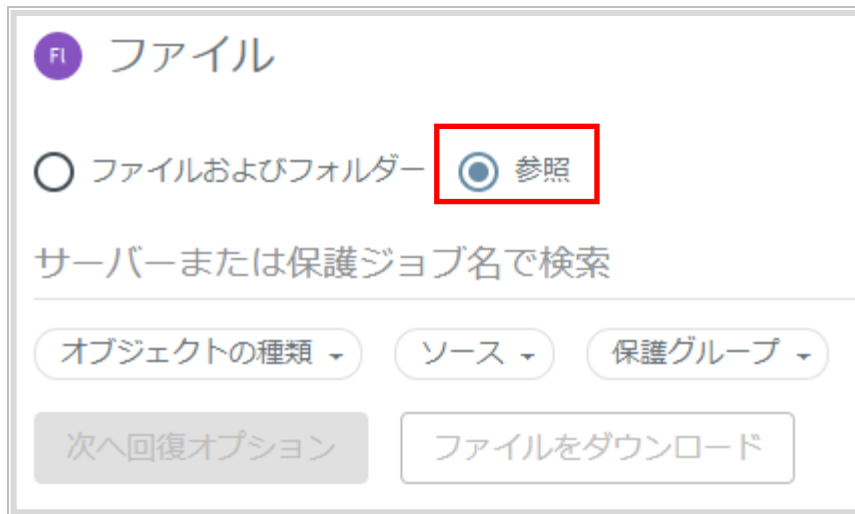 Fl ファイル
ファイルおよびフォルダー 参照
サーバーまたは保護ジョブ名で検索
オブジェクトの種類 ソース 保護グループ
次へ回復オプション ファイルをダウンロード